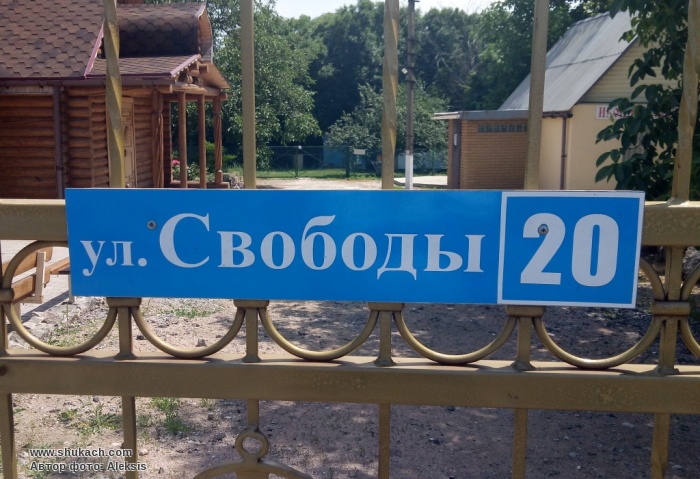 ул. Свободы 20
www.shukach.com
Автор фото: Aleksis